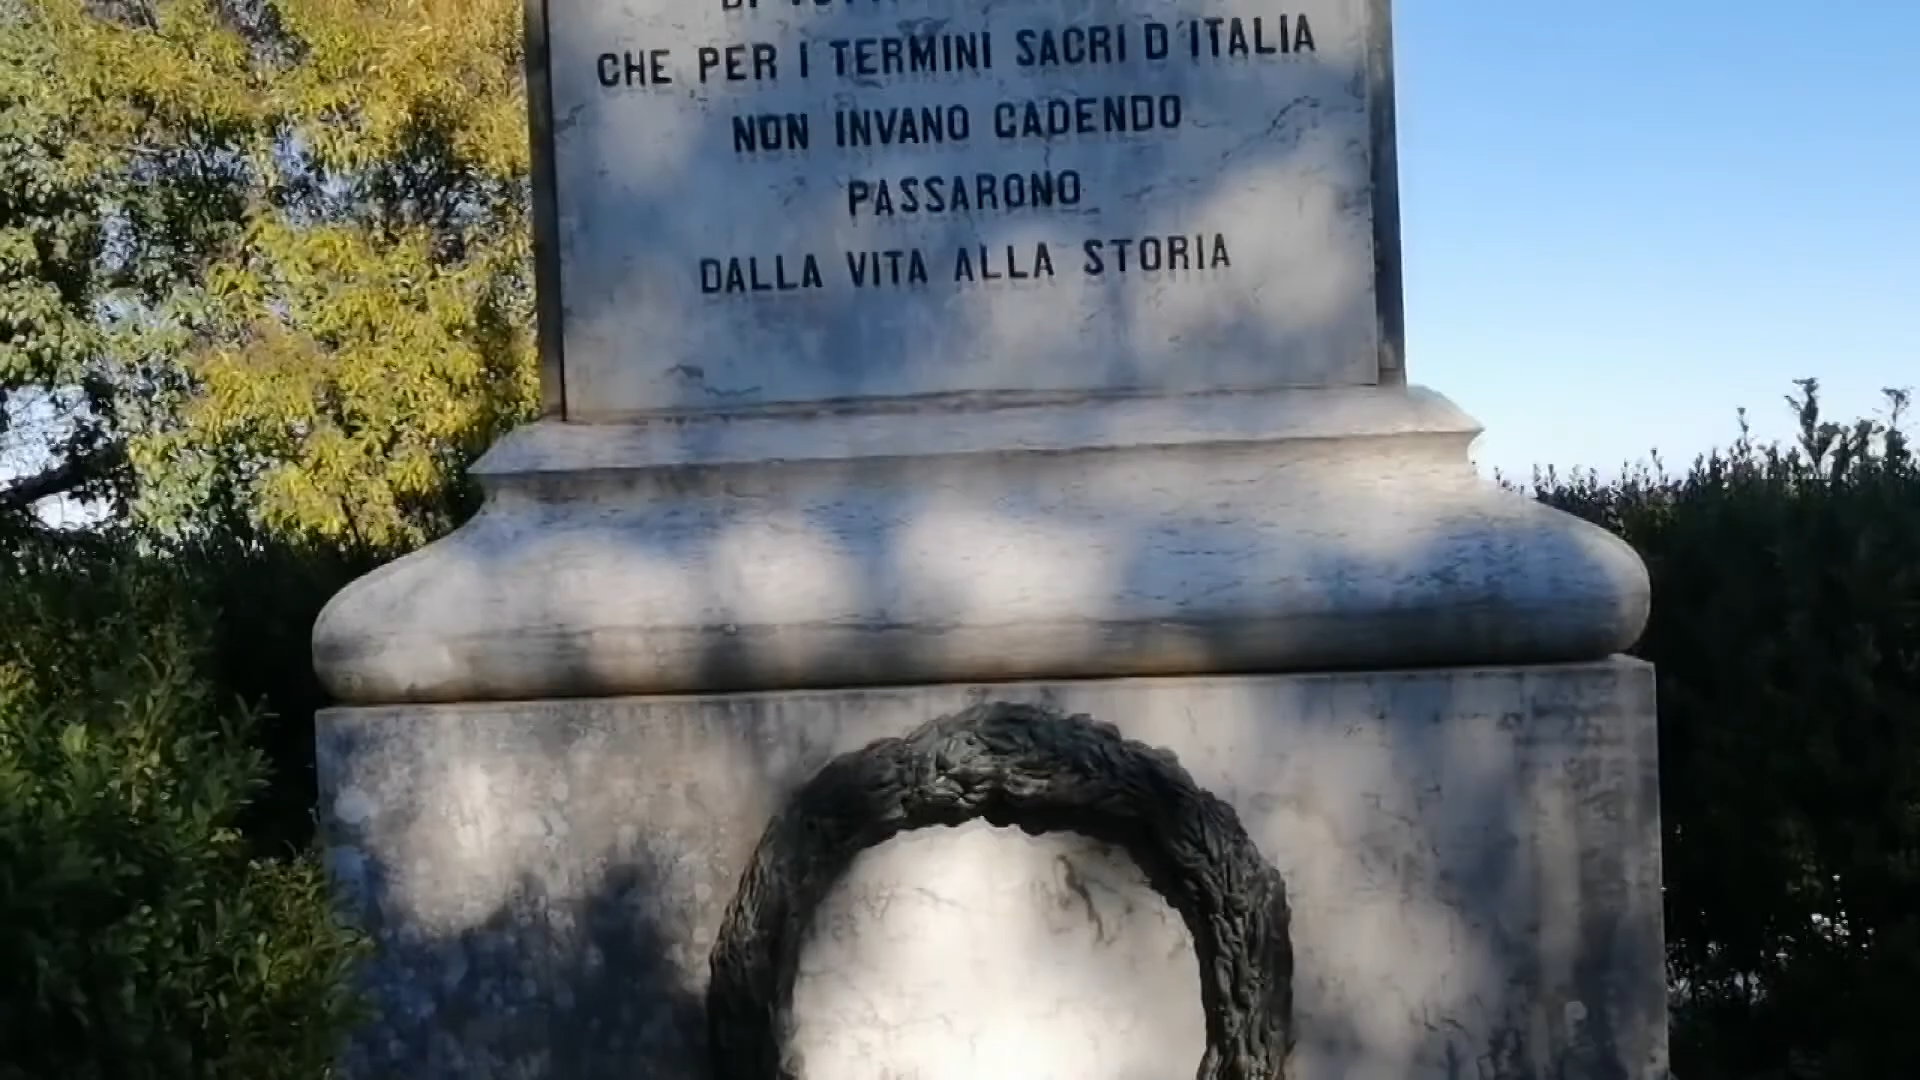 CHE PER I TERMINI SACRI D'ITALIA
NON INVANO CADENDO
PASSARONO
DALLA VITA ALLA STORIA